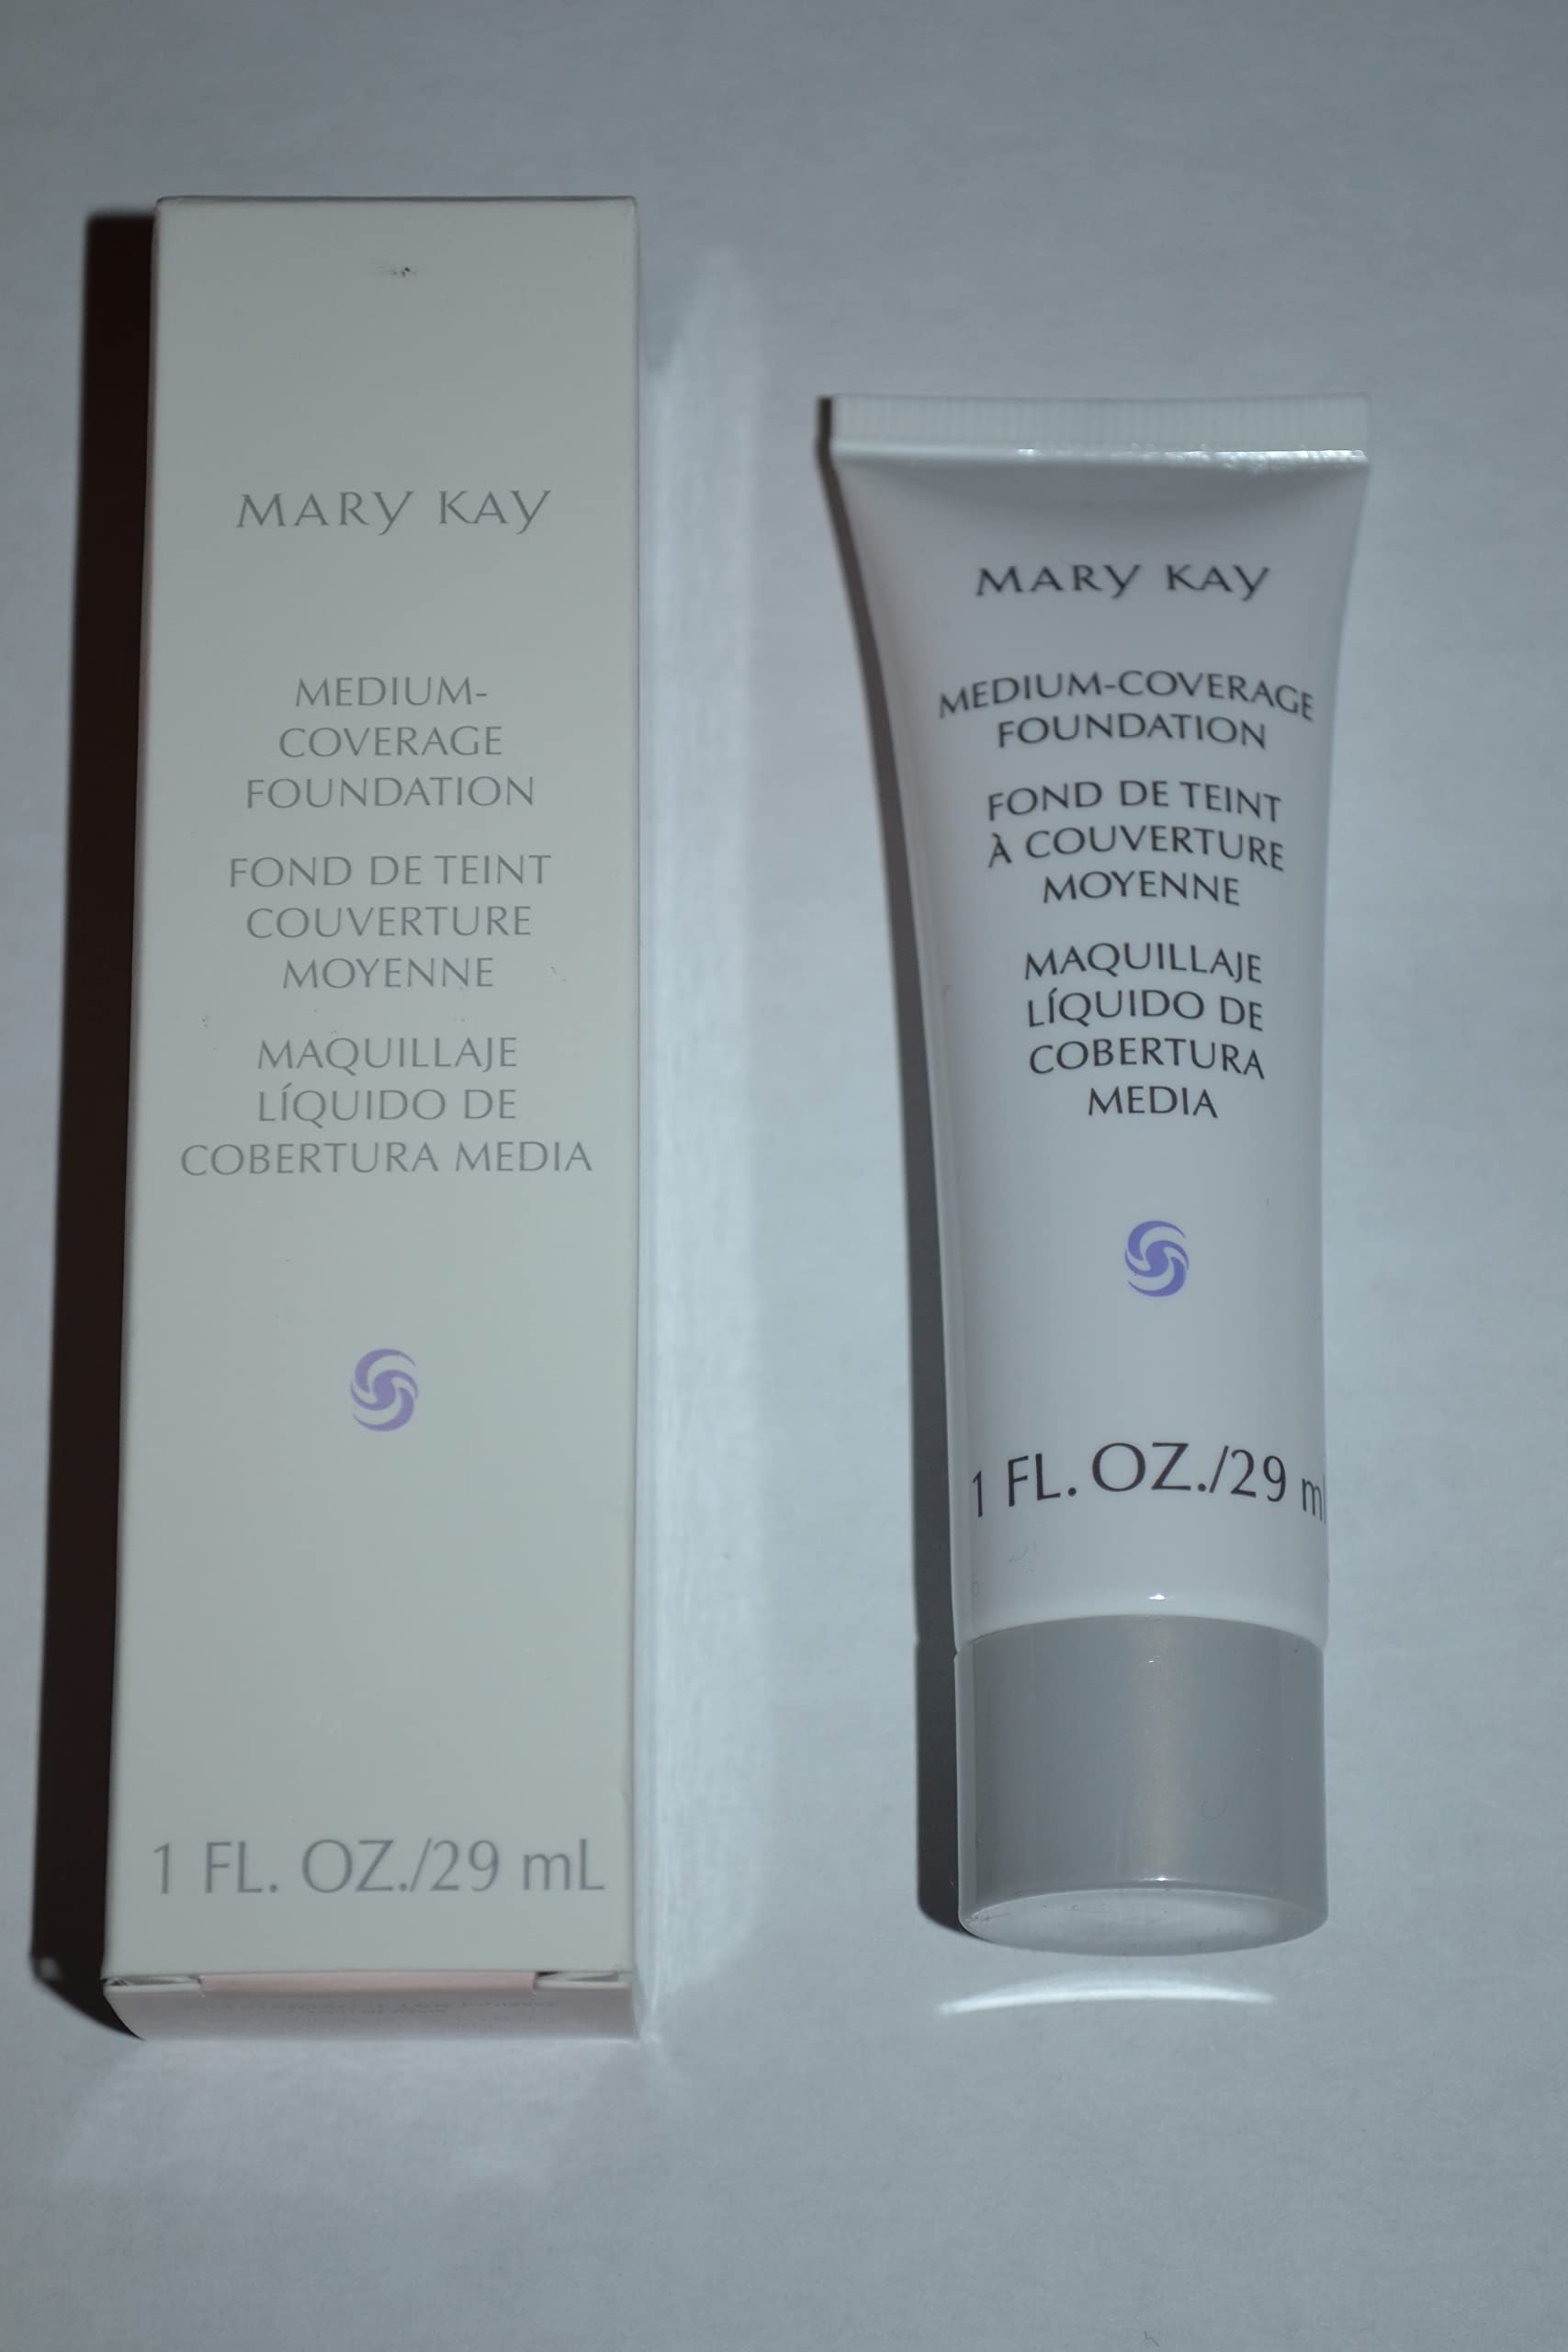 MARY KAY
MEDIUM-
COVERAGE
FOUNDATION
FOND DE TEINT
COUVERTURE
MOYENNE
MAQUILLAJE
LÍQUIDO DE
COBERTURA MEDIA
1 FL. OZ./29 mL
MARY KAY
MEDIUM-COVERAGE
FOUNDATION
FOND DE TEINT
À COUVERTURE
MOYENNE
MAQUILLAJE
LÍQUIDO DE
COBERTURA
MEDIA
1 FL. OZ./29 mL